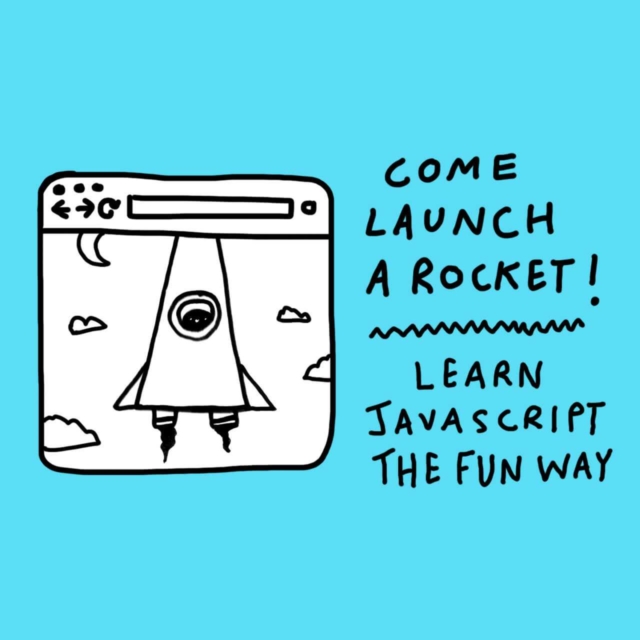 COME
LAUNCH
A ROCKET!
LEARN
JAVASCRIPT
THE FUN WAY